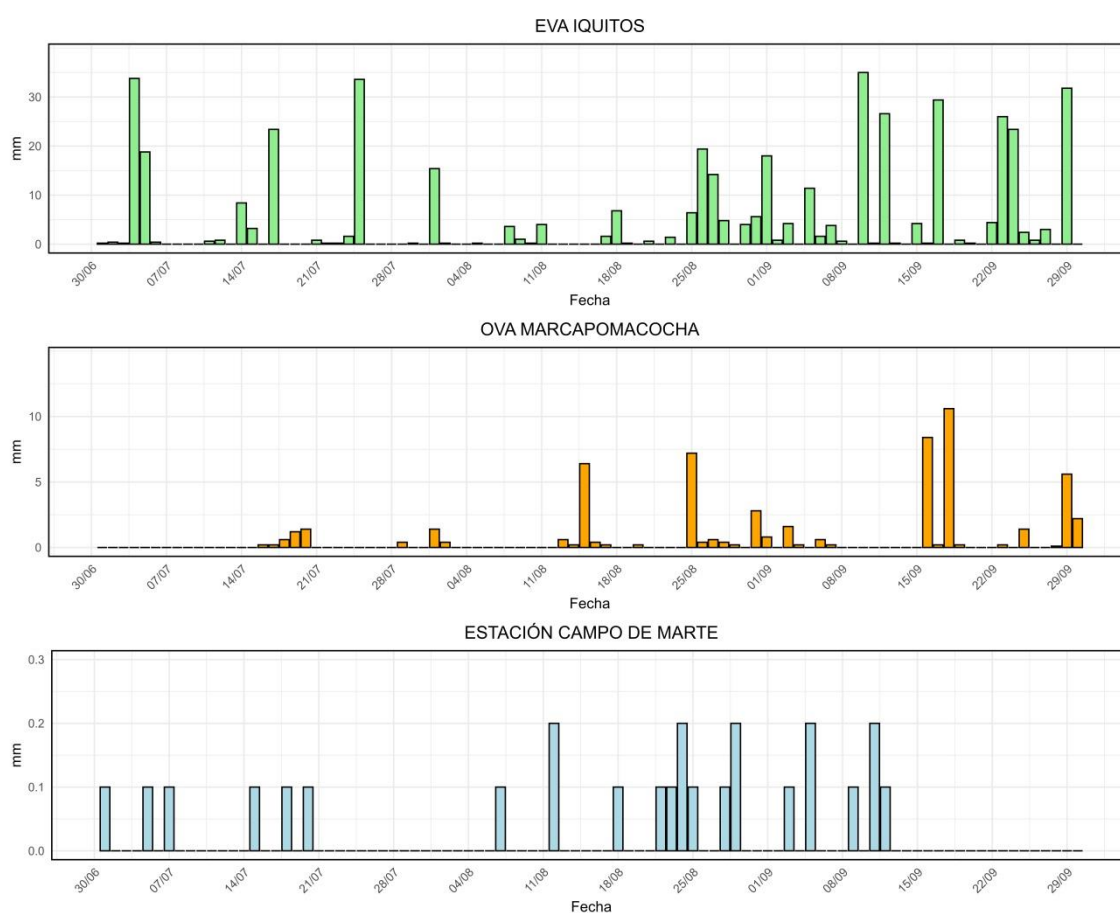 EVA IQUITOS
30
20
10
0
mm
30/06 07/07 14/07 21/07 28/07 04/08 11/08 18/08 25/08 01/09 08/09 15/09 22/09 29/09
Fecha
OVA MARCAPOMACOCHA
10
5
0
mm
30/06 07/07 14/07 21/07 28/07 04/08 11/08 18/08 25/08 01/09 08/09 15/09 22/09 29/09
Fecha
ESTACIÓN CAMPO DE MARTE
0.3
0.2
0.1
0.0
mm
30/06 07/07 14/07 21/07 28/07 04/08 11/08 18/08 25/08 01/09 08/09 15/09 22/09 29/09
Fecha